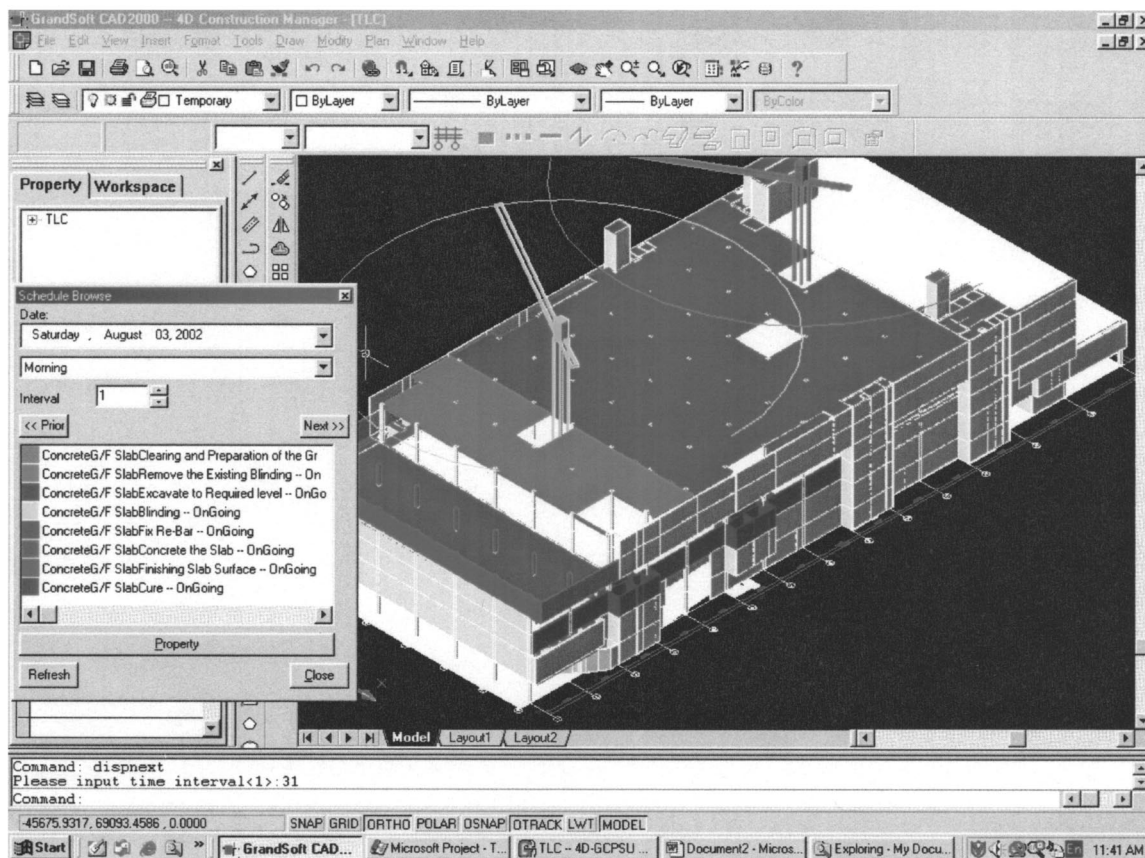 GrandSoft CAD2000 -- 4D Construction Manager - [TLC]
File Edit View Insert Format Tools Draw Modify Plan Window Help
Temporary ByLayer ByLayer ByLayer ByColor
Property Workspace
TLC
Schedule Browse
Date:
Saturday , August 03, 2002
Morning
Interval 1
<< Prior Next >>
ConcreteG/F SlabClearing and Preparation of the Gr
ConcreteG/F SlabRemove the Existing Blinding -- On
ConcreteG/F SlabExcavate to Required level -- OnGo
ConcreteG/F SlabBlinding -- OnGoing
ConcreteG/F SlabFix Re-Bar -- OnGoing
ConcreteG/F SlabConcrete the Slab -- OnGoing
ConcreteG/F SlabFinishing Slab Surface -- OnGoing
ConcreteG/F SlabCure -- OnGoing
Property
Refresh Close
Model Layout1 Layout2
Command: dispnext
Please input time interval<1>:31
Command:
-45675.9317, 69093.4586 , 0.0000 SNAP GRID ORTHO POLAR OSNAP OTRACK LWT MODEL
Start » GrandSoft CAD... Microsoft Project - T... TLC -- 4D-GCPSU ... Document2 - Micros... Exploring - My Docu... En 11:41 AM